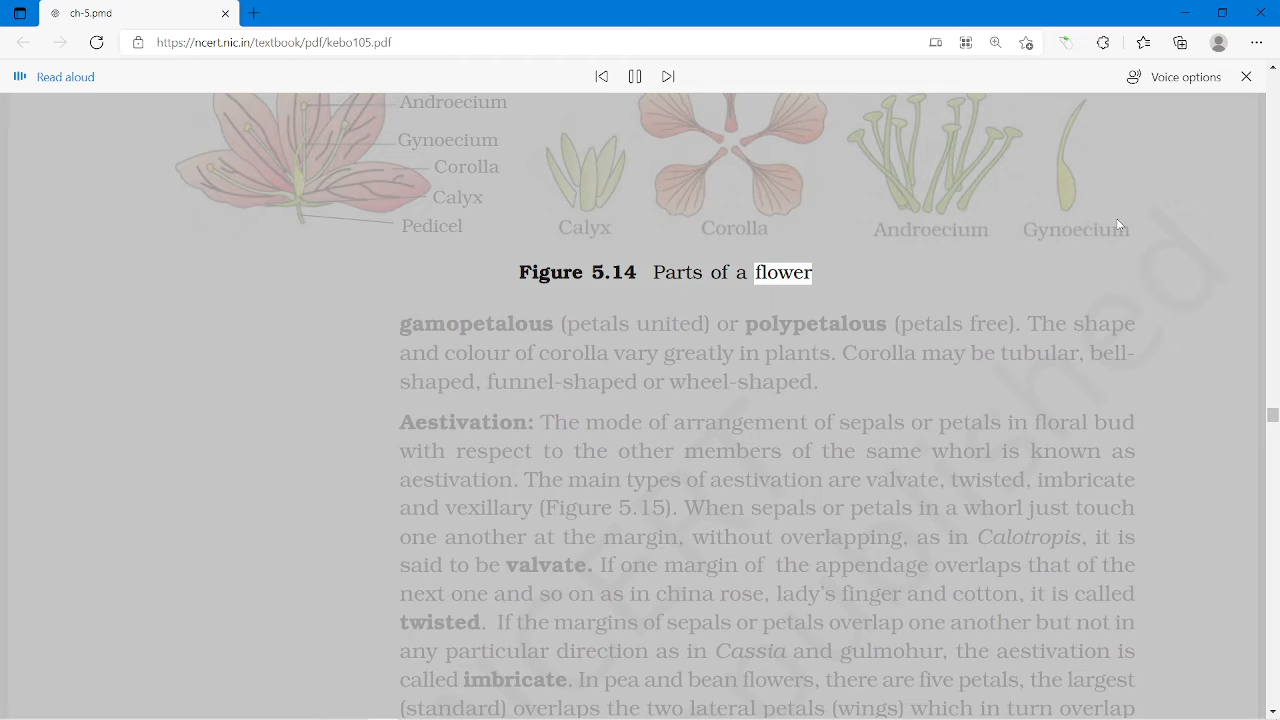 ch-5.pmd
https://ncert.nic.in/textbook/pdf/kebo105.pdf
Read aloud
Voice options
Androecium
Gynoecium
Corolla
Calyx
Pedicel
Calyx
Corolla
Androecium
Gynoecium
Figure 5.14 Parts of a flower
gamopetalous (petals united) or polypetalous (petals free). The shape
and colour of corolla vary greatly in plants. Corolla may be tubular, bell-
shaped, funnel-shaped or wheel-shaped.
Aestivation: The mode of arrangement of sepals or petals in floral bud
with respect to the other members of the same whorl is known as
aestivation. The main types of aestivation are valvate, twisted, imbricate
and vexillary (Figure 5.15). When sepals or petals in a whorl just touch
one another at the margin, without overlapping, as in Calotropis, it is
said to be valvate. If one margin of the appendage overlaps that of the
next one and so on as in china rose, lady's finger and cotton, it is called
twisted. If the margins of sepals or petals overlap one another but not in
any particular direction as in Cassia and gulmohur, the aestivation is
called imbricate. In pea and bean flowers, there are five petals, the largest
(standard) overlaps the two lateral petals (wings) which in turn overlap